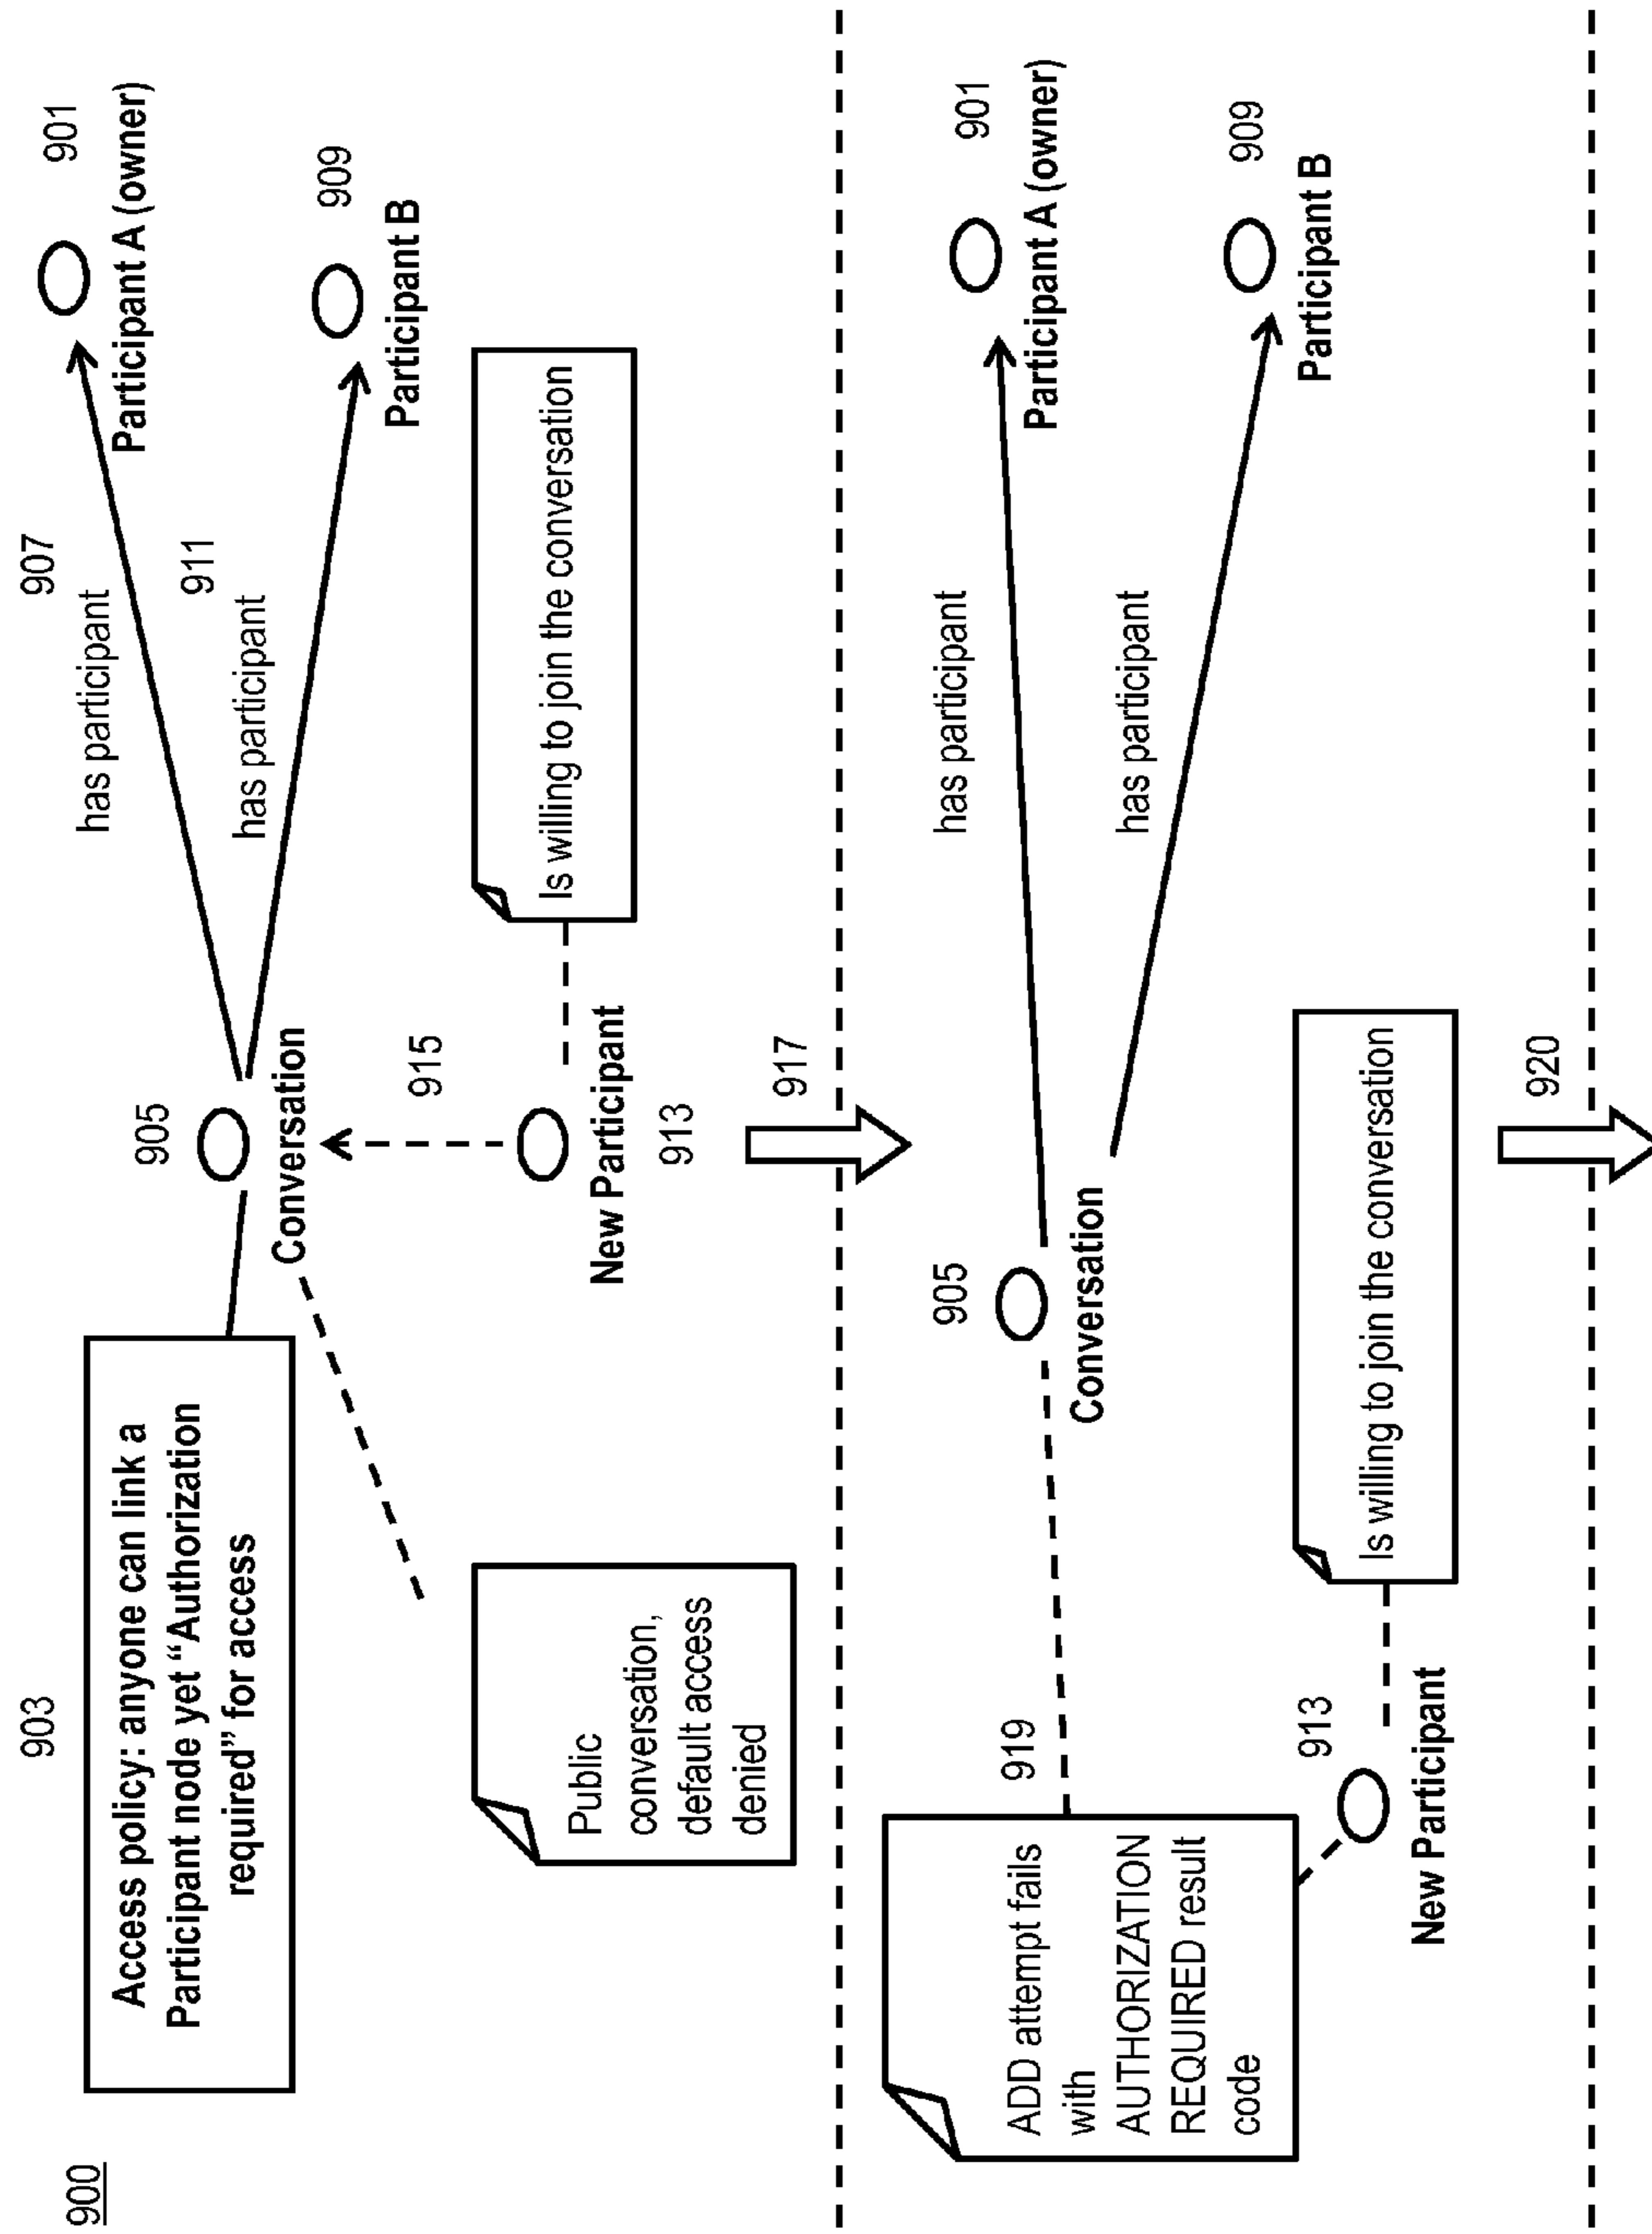 900
903
Access policy: anyone can link a
Participant node yet “Authorization
required” for access
905
Conversation
907
has participant
901
Participant A (owner)
911
has participant
909
Participant B
Public
conversation,
default access
denied
915
New Participant
913
Is willing to join the conversation
917
905
Conversation
has participant
901
Participant A (owner)
has participant
909
Participant B
ADD attempt fails
with
AUTHORIZATION
REQUIRED result
code
919
913
New Participant
Is willing to join the conversation
920